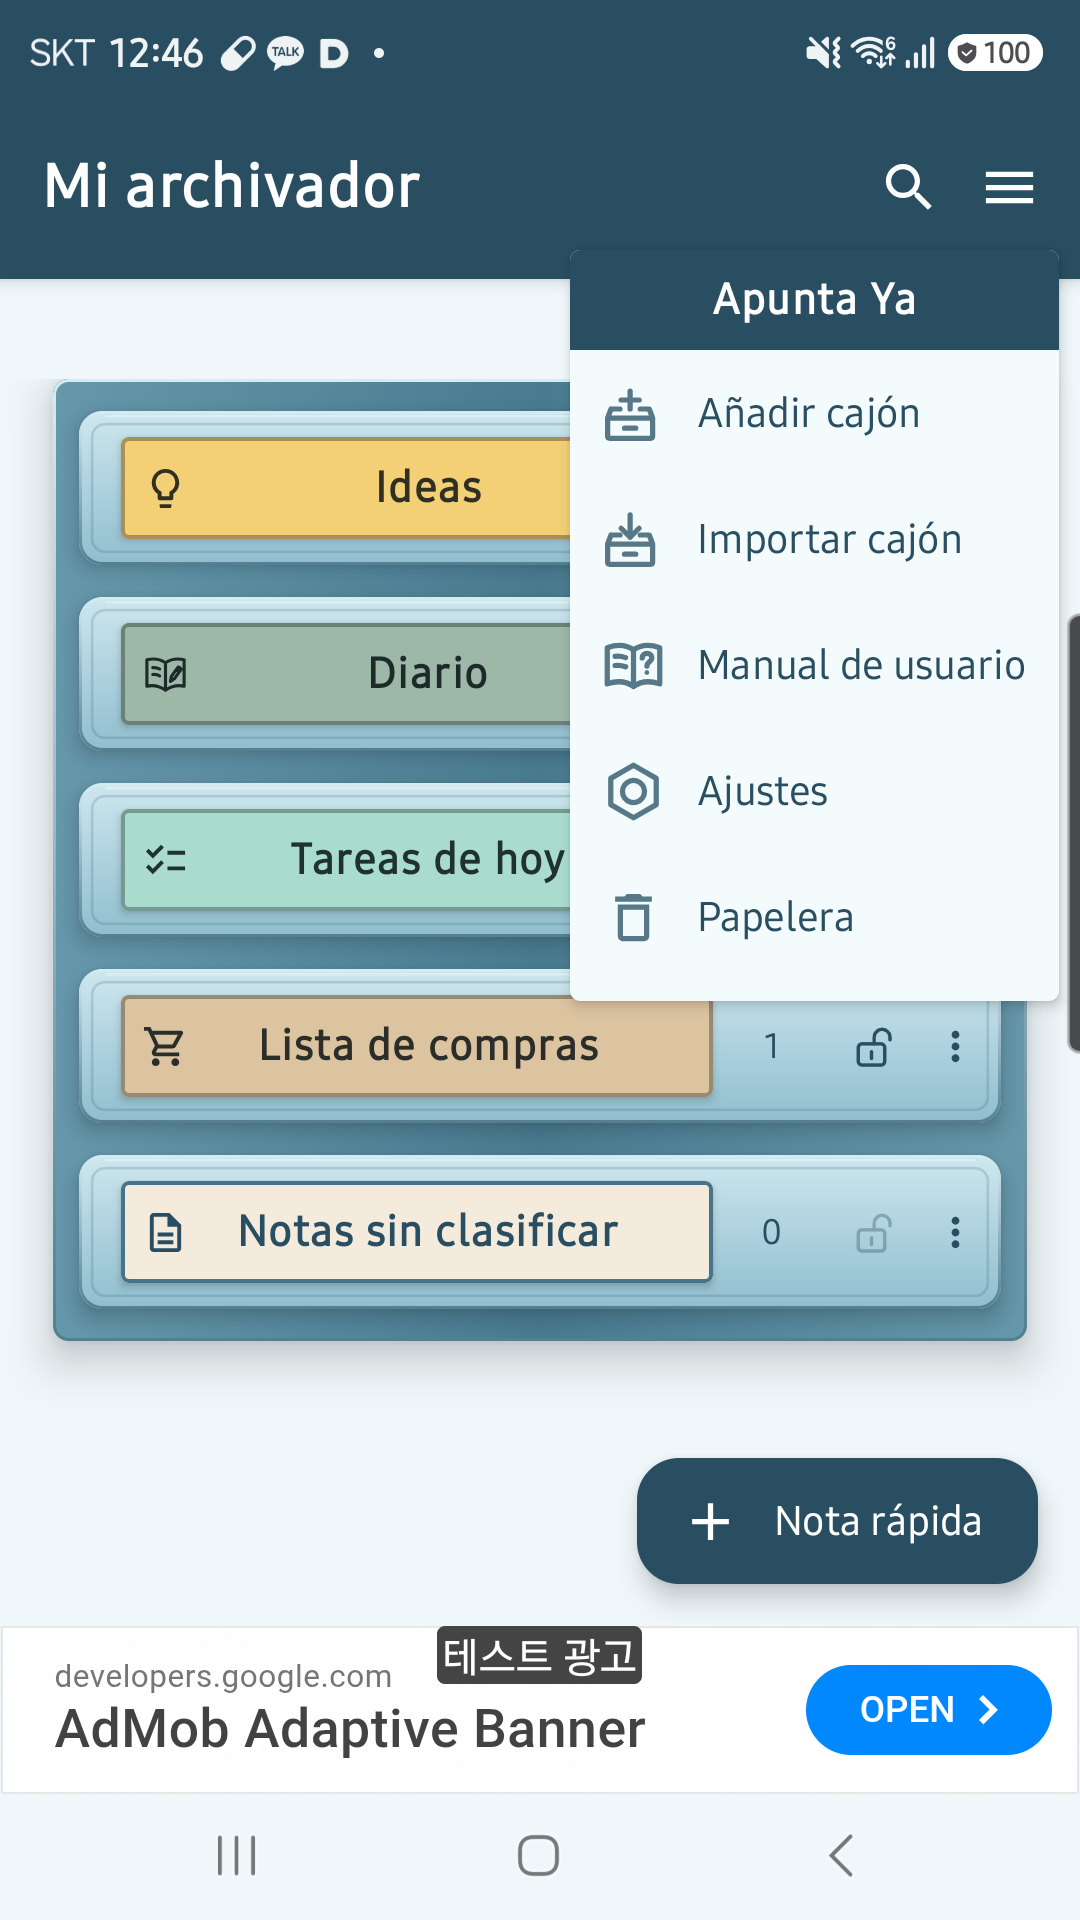 SKT 12:46 TALK D 6 100
Mi archivador
Apunta Ya
Añadir cajón
Importar cajón
Manual de usuario
Ajustes
Papelera
Ideas
Diario
Tareas de hoy
Lista de compras 1
Notas sin clasificar 0
+ Nota rápida
테스트 광고
developers.google.com
AdMob Adaptive Banner
OPEN